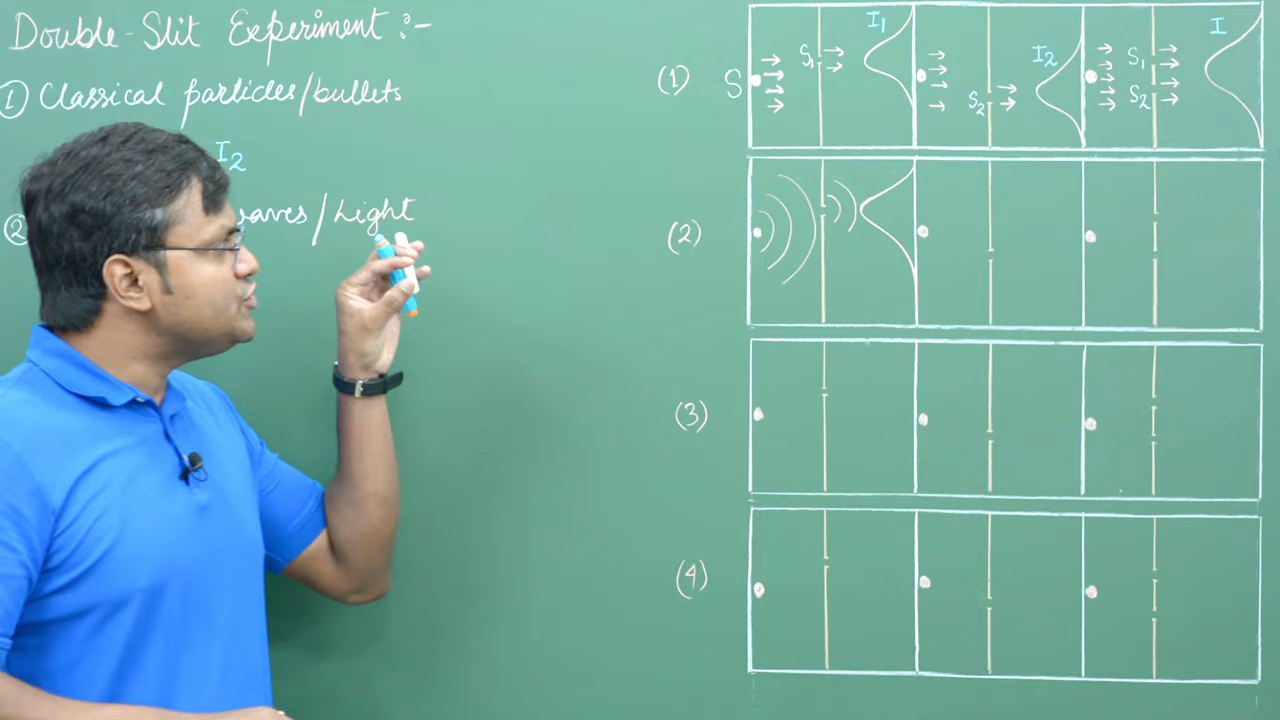 Double-Slit Experiment :-
① Classical particles/bullets
I₂
② waves/Light
(1) S S₁ I₁ S₂ I₂ S₁ S₂ I
(2)
(3)
(4)